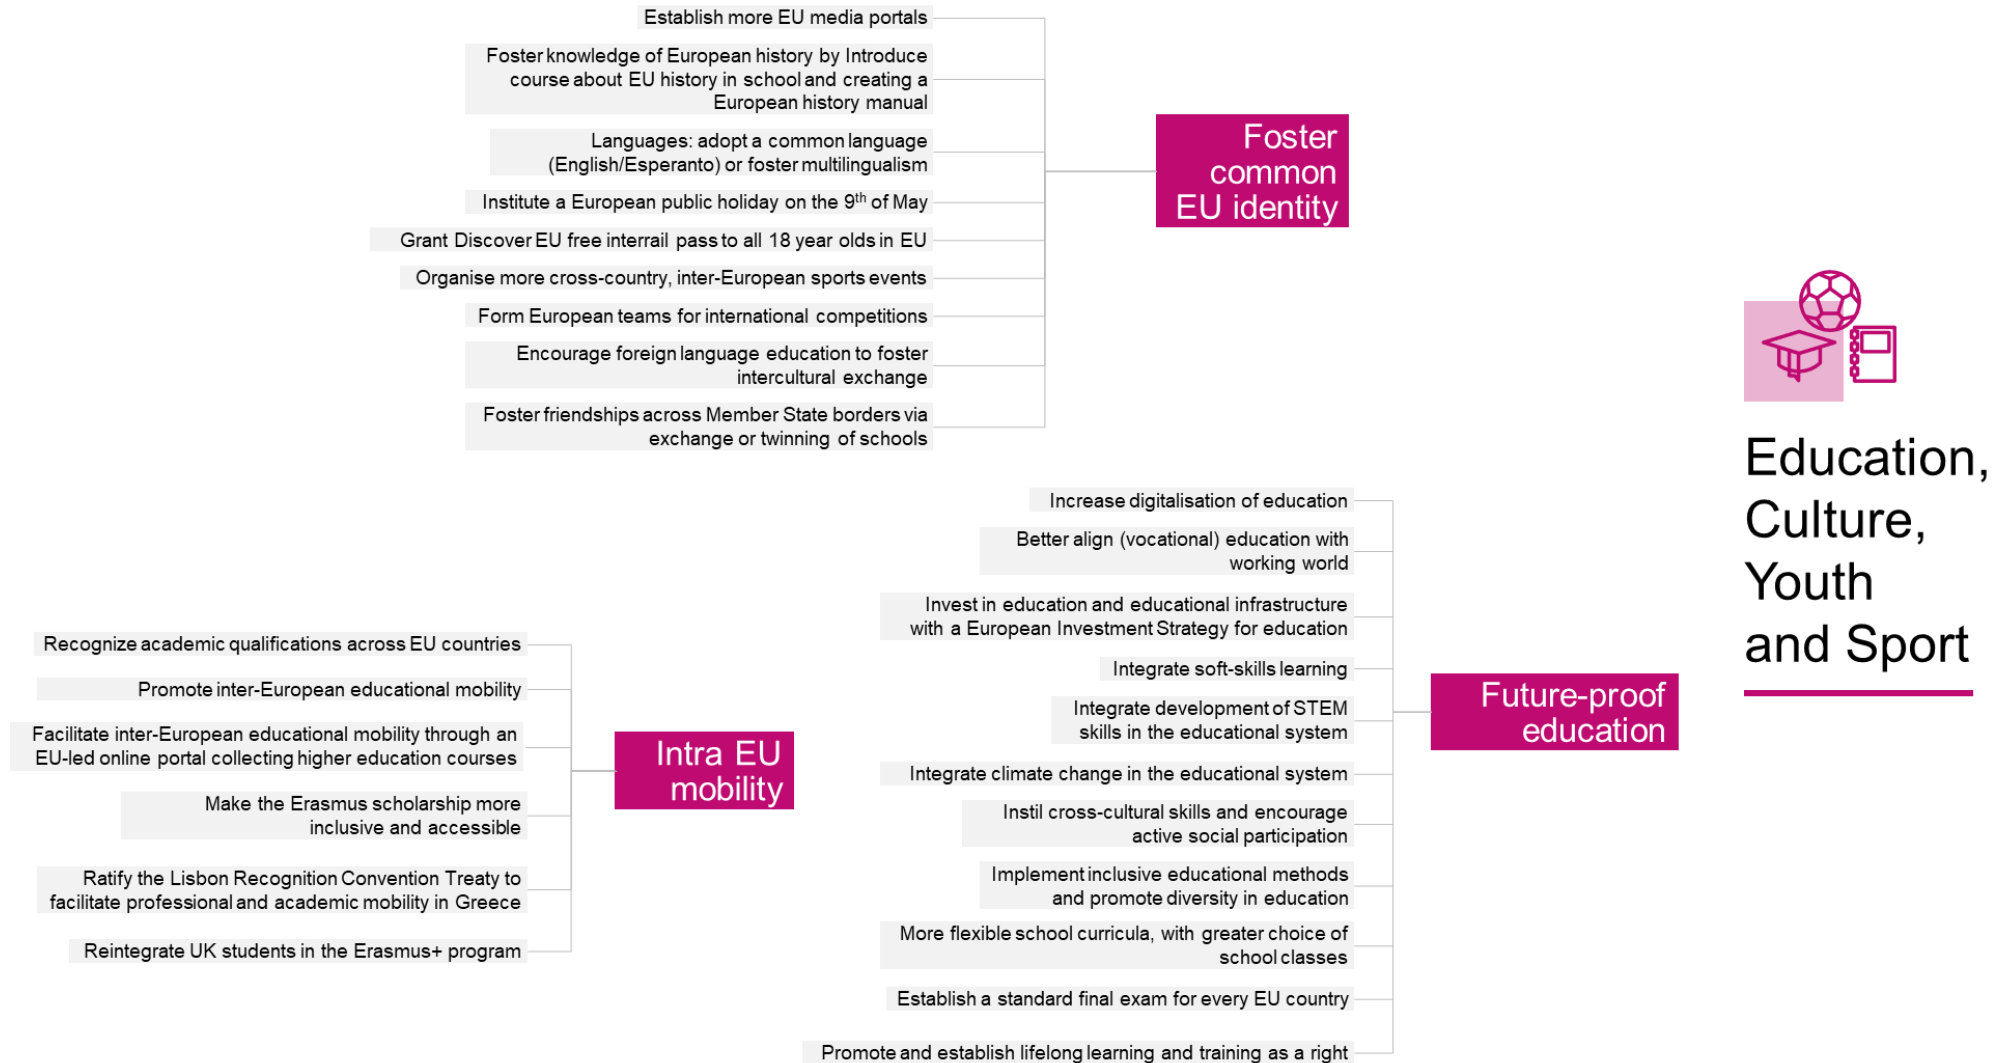 Establish more EU media portals
Foster knowledge of European history by Introduce
course about EU history in school and creating a
European history manual
Languages: adopt a common language
(English/Esperanto) or foster multilingualism
Institute a European public holiday on the 9th of May
Grant Discover EU free interrail pass to all 18 year olds in EU
Organise more cross-country, inter-European sports events
Form European teams for international competitions
Encourage foreign language education to foster
intercultural exchange
Foster friendships across Member State borders via
exchange or twinning of schools
Foster
common
EU identity
Increase digitalisation of education
Better align (vocational) education with
working world
Invest in education and educational infrastructure
with a European Investment Strategy for education
Integrate soft-skills learning
Integrate development of STEM
skills in the educational system
Integrate climate change in the educational system
Instil cross-cultural skills and encourage
active social participation
Implement inclusive educational methods
and promote diversity in education
More flexible school curricula, with greater choice of
school classes
Establish a standard final exam for every EU country
Promote and establish lifelong learning and training as a right
Future-proof
education
Recognize academic qualifications across EU countries
Promote inter-European educational mobility
Facilitate inter-European educational mobility through an
EU-led online portal collecting higher education courses
Make the Erasmus scholarship more
inclusive and accessible
Ratify the Lisbon Recognition Convention Treaty to
facilitate professional and academic mobility in Greece
Reintegrate UK students in the Erasmus+ program
Intra EU
mobility
Education,
Culture,
Youth
and Sport